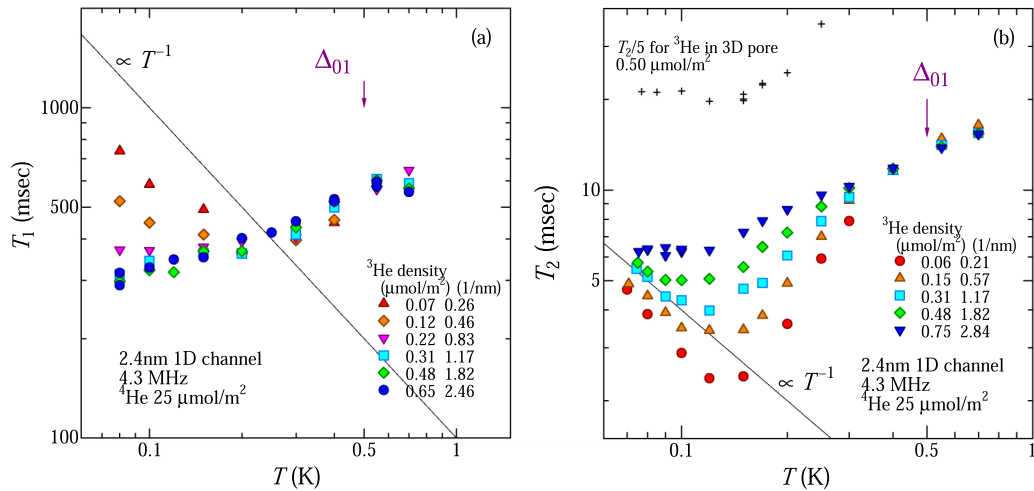 (a)
∝ T⁻¹
Δ₀₁
1000
500
100
T₁ (msec)
³He density
(μmol/m²) (1/nm)
0.07 0.26
0.12 0.46
0.22 0.83
0.31 1.17
0.48 1.82
0.65 2.46
2.4nm 1D channel
4.3 MHz
⁴He 25 μmol/m²
0.1
0.5
1
T (K)
(b)
T₂/5 for ³He in 3D pore
0.50 μmol/m²
Δ₀₁
10
5
T₂ (msec)
³He density
(μmol/m²) (1/nm)
0.06 0.21
0.15 0.57
0.31 1.17
0.48 1.82
0.75 2.84
∝ T⁻¹
2.4nm 1D channel
4.3 MHz
⁴He 25 μmol/m²
0.1
0.5
1
T (K)